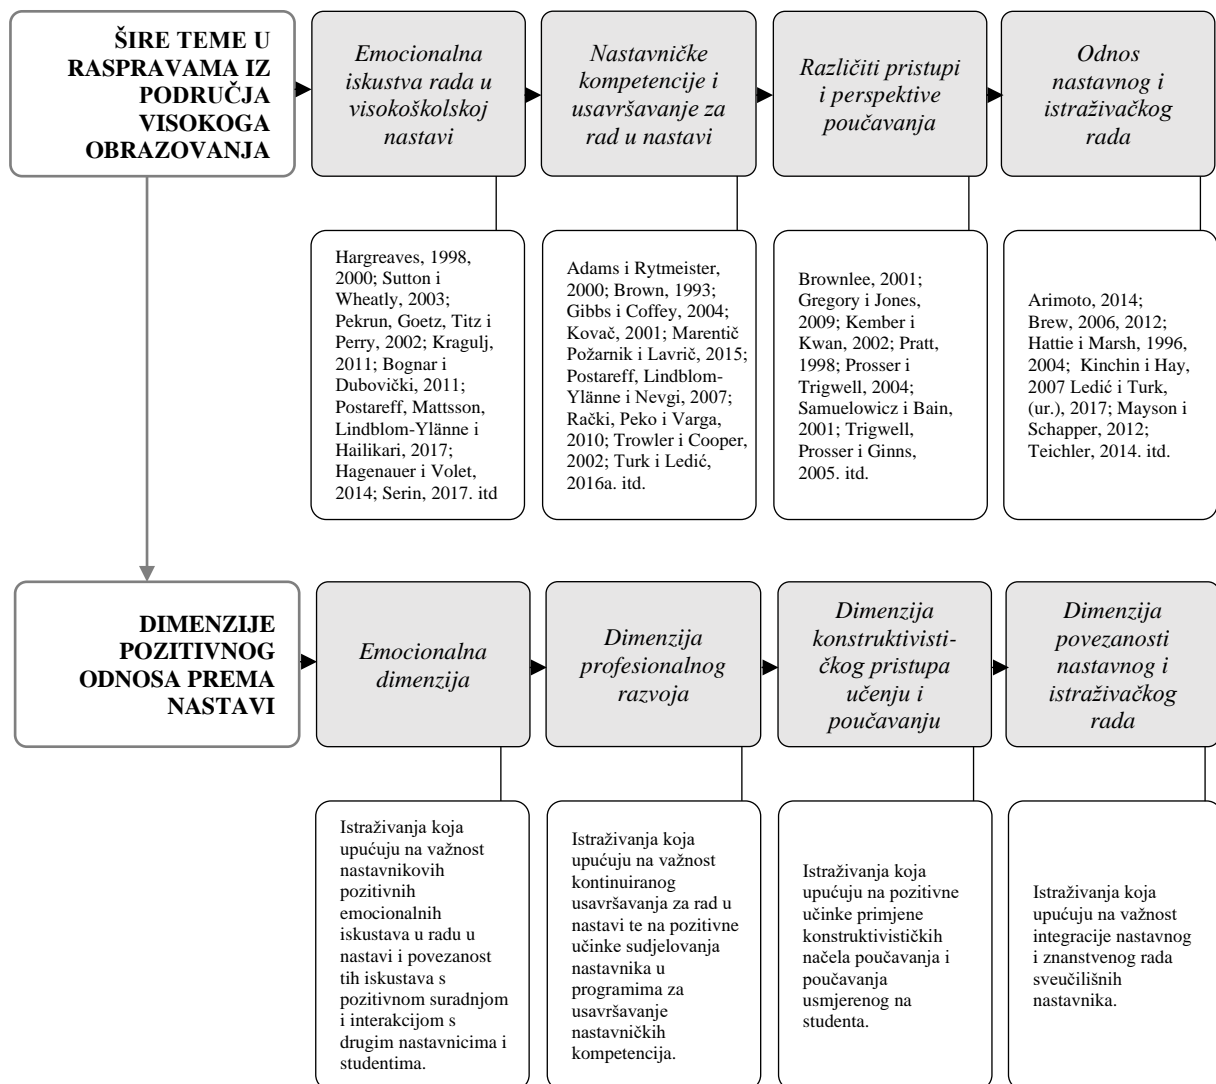 ŠIRE TEME U
RASPRAVAMA IZ
PODRUČJA
VISOKOGA
OBRAZOVANJA
Emocionalna
iskustva rada u
visokoškolskoj
nastavi
Nastavničke
kompetencije i
usavršavanje za
rad u nastavi
Različiti pristupi
i perspektive
poučavanja
Odnos
nastavnog i
istraživačkog
rada
Hargreaves, 1998,
2000; Sutton i
Wheatly, 2003;
Pekrun, Goetz, Titz i
Perry, 2002; Kragulj,
2011; Bognar i
Dubovički, 2011;
Postareff, Mattsson,
Lindblom-Ylänne i
Hailikari, 2017;
Hagenauer i Volet,
2014; Serin, 2017. itd
Adams i Rytmeister,
2000; Brown, 1993;
Gibbs i Coffey, 2004;
Kovač, 2001; Marentič
Požarnik i Lavrič, 2015;
Postareff, Lindblom-
Ylänne i Nevgi, 2007;
Rački, Peko i Varga,
2010; Trowler i Cooper,
2002; Turk i Ledić,
2016a. itd.
Brownlee, 2001;
Gregory i Jones,
2009; Kember i
Kwan, 2002; Pratt,
1998; Prosser i
Trigwell, 2004;
Samuelowicz i Bain,
2001; Trigwell,
Prosser i Ginns,
2005. itd.
Arimoto, 2014;
Brew, 2006, 2012;
Hattie i Marsh, 1996,
2004;  Kinchin i Hay,
2007 Ledić i Turk,
(ur.), 2017; Mayson i
Schapper, 2012;
Teichler, 2014. itd.
DIMENZIJE
POZITIVNOG
ODNOSA PREMA
NASTAVI
Emocionalna
dimenzija
Dimenzija
profesionalnog
razvoja
Dimenzija
konstruktivisti-
čkog pristupa
učenju i
poučavanju
Dimenzija
povezanosti
nastavnog i
istraživačkog
rada
Istraživanja koja
upućuju na važnost
nastavnikovih
pozitivnih
emocionalnih
iskustava u radu u
nastavi i povezanost
tih iskustava s
pozitivnom suradnjom
i interakcijom s
drugim nastavnicima i
studentima.
Istraživanja koja
upućuju na važnost
kontinuiranog
usavršavanja za rad u
nastavi te na pozitivne
učinke sudjelovanja
nastavnika u
programima za
usavršavanje
nastavničkih
kompetencija.
Istraživanja koja
upućuju na pozitivne
učinke primjene
konstruktivističkih
načela poučavanja i
poučavanja
usmjerenog na
studenta.
Istraživanja koja
upućuju na važnost
integracije nastavnog
i znanstvenog rada
sveučilišnih
nastavnika.